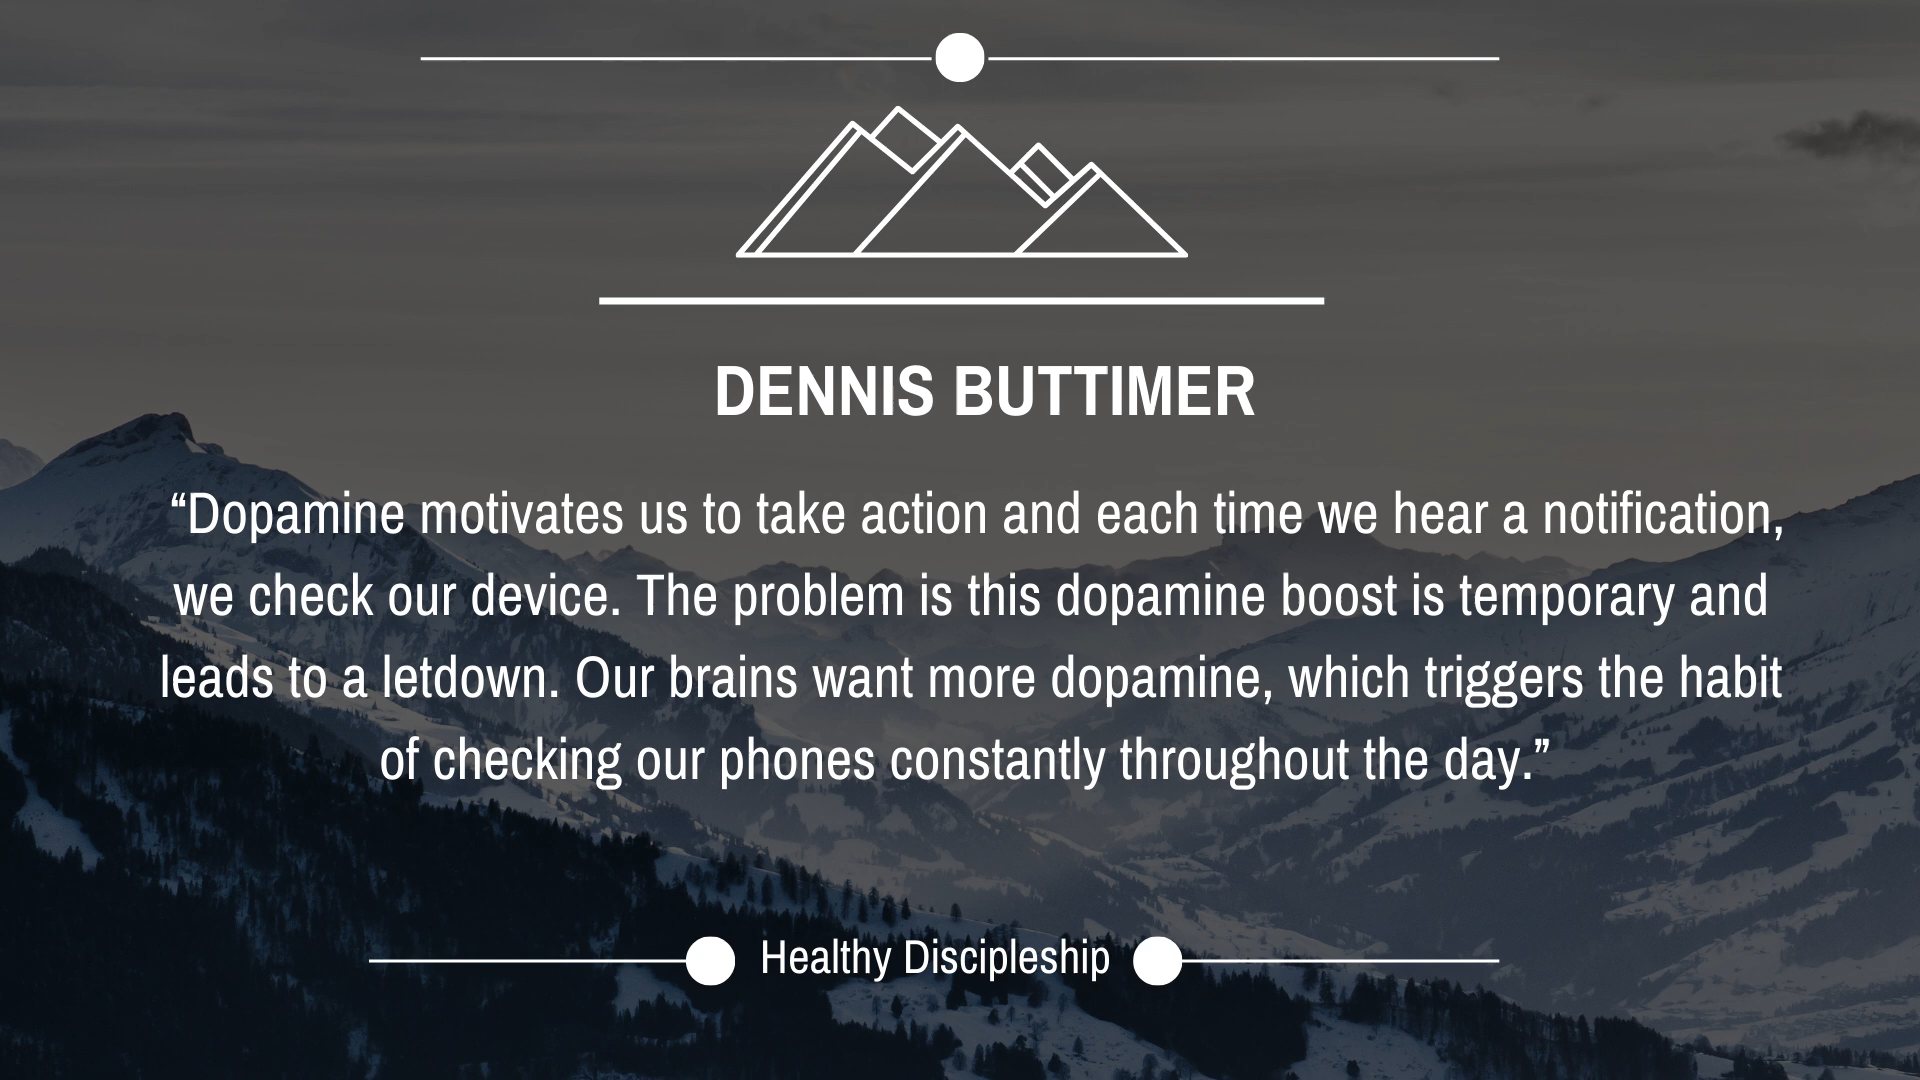 DENNIS BUTTIMER
“Dopamine motivates us to take action and each time we hear a notification,
we check our device. The problem is this dopamine boost is temporary and
leads to a letdown. Our brains want more dopamine, which triggers the habit
of checking our phones constantly throughout the day.”
Healthy Discipleship